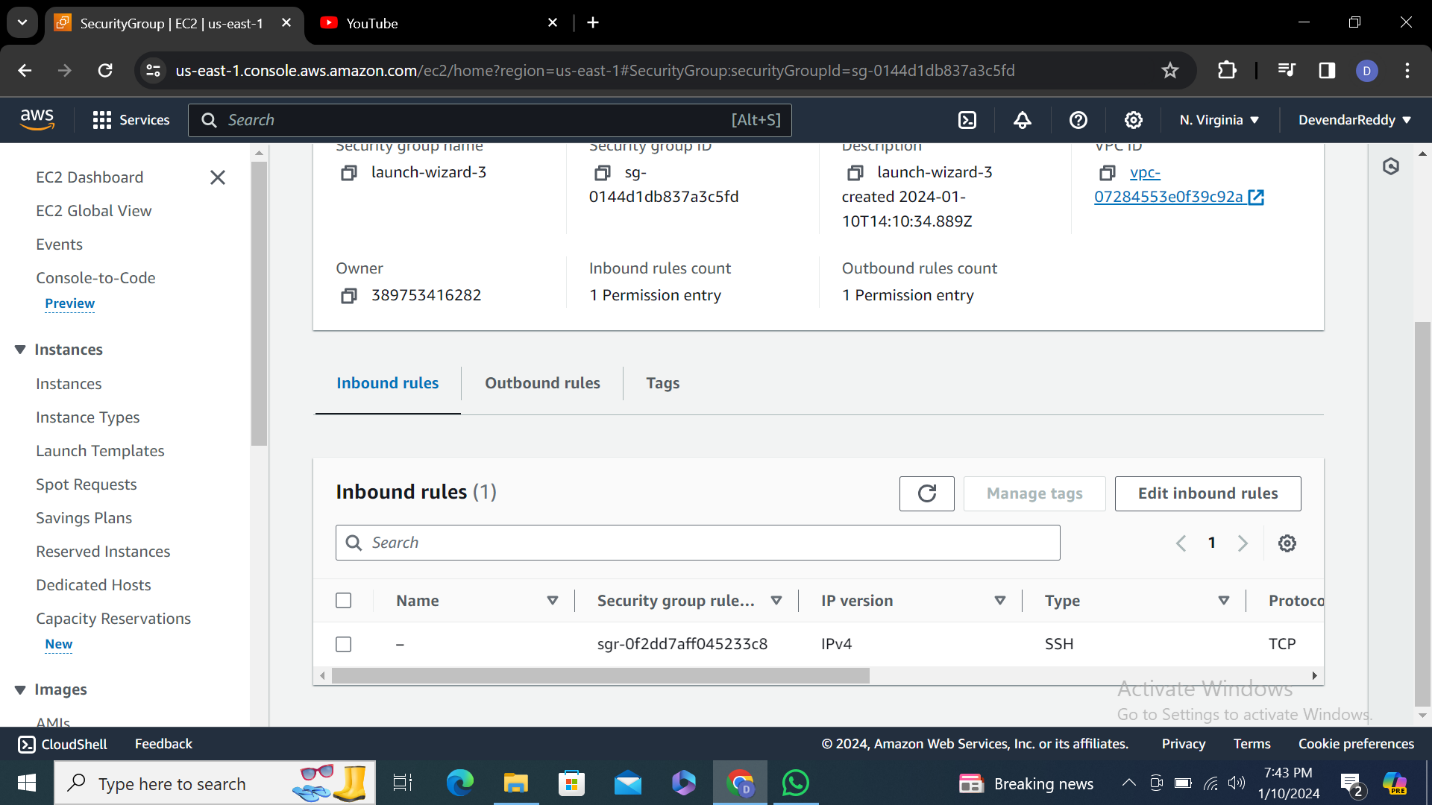 SecurityGroup | EC2 | us-east-1
YouTube
us-east-1.console.aws.amazon.com/ec2/home?region=us-east-1#SecurityGroup:securityGroupId=sg-0144d1db837a3c5fd
D
aws
Services
Search
[Alt+S]
N. Virginia
DevendarReddy
EC2 Dashboard
EC2 Global View
Events
Console-to-Code
Preview
Instances
Instances
Instance Types
Launch Templates
Spot Requests
Savings Plans
Reserved Instances
Dedicated Hosts
Capacity Reservations
New
Images
AMIs
Security group name
launch-wizard-3
Security group ID
sg-
0144d1db837a3c5fd
Description
launch-wizard-3
created 2024-01-
10T14:10:34.889Z
VPC ID
vpc-
07284553e0f39c92a
Owner
389753416282
Inbound rules count
1 Permission entry
Outbound rules count
1 Permission entry
Inbound rules
Outbound rules
Tags
Inbound rules (1)
Manage tags
Edit inbound rules
Search
1
Name
Security group rule...
IP version
Type
Protoco
–
sgr-0f2dd7aff045233c8
IPv4
SSH
TCP
Activate Windows
Go to Settings to activate Windows.
CloudShell
Feedback
© 2024, Amazon Web Services, Inc. or its affiliates.
Privacy
Terms
Cookie preferences
Type here to search
D
Breaking news
7:43 PM
1/10/2024
2
PRE